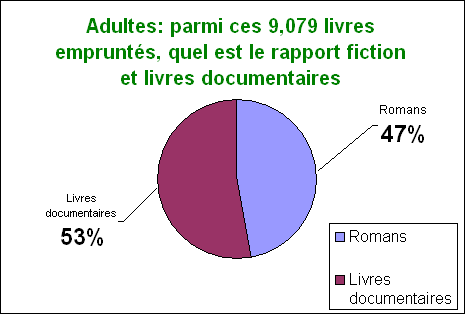 Adultes: parmi ces 9,079 livres
empruntés, quel est le rapport fiction
et livres documentaires
Romans
47%
Livres
documentaires
53%
Romans
Livres
documentaires